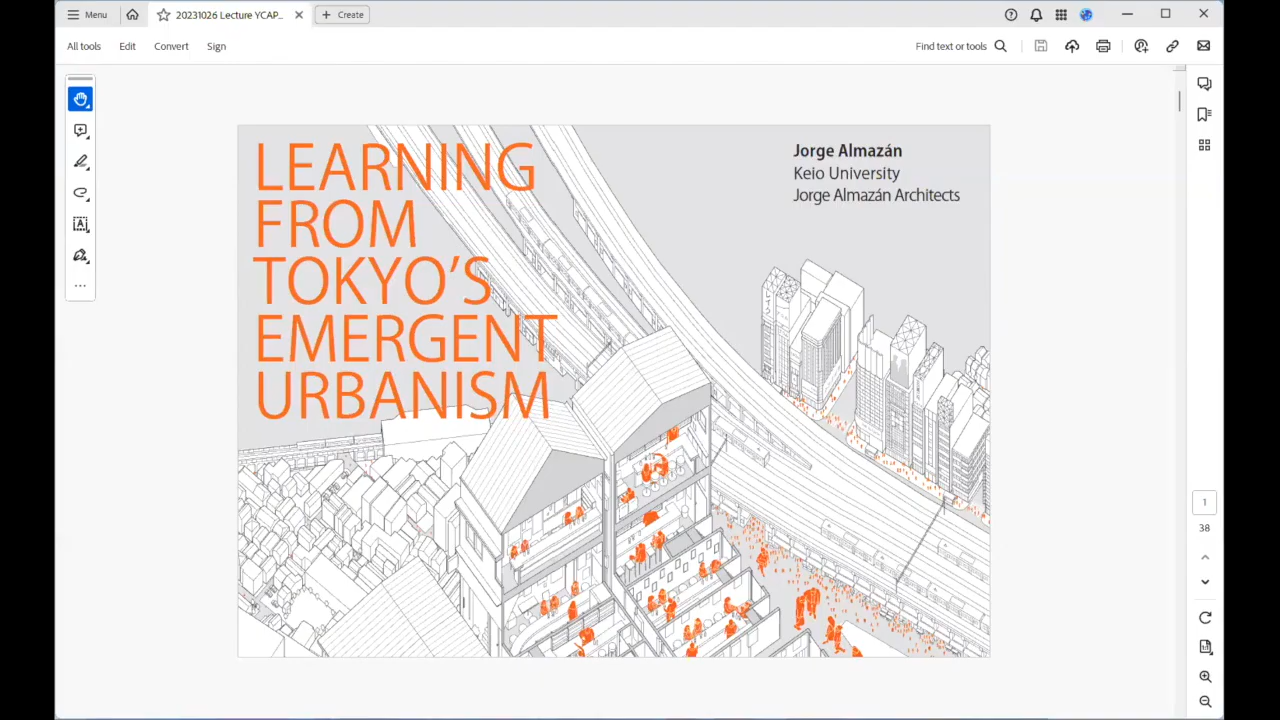 Menu
20231026 Lecture YCAP...
Create
All tools
Edit
Convert
Sign
Find text or tools
LEARNING
FROM
TOKYO'S
EMERGENT
URBANISM
Jorge Almazán
Keio University
Jorge Almazán Architects
1
38